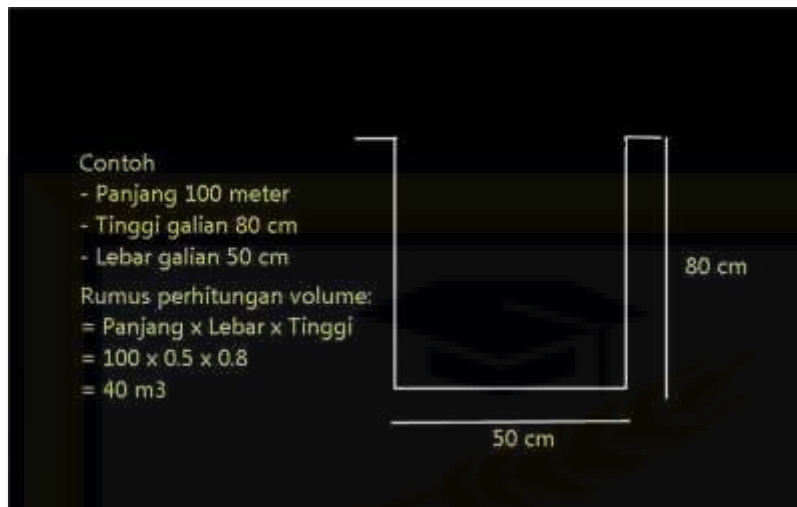 Contoh
- Panjang 100 meter
- Tinggi galian 80 cm
- Lebar galian 50 cm
Rumus perhitungan volume:
= Panjang x Lebar x Tinggi
= 100 x 0.5 x 0.8
= 40 m3
80 cm
50 cm